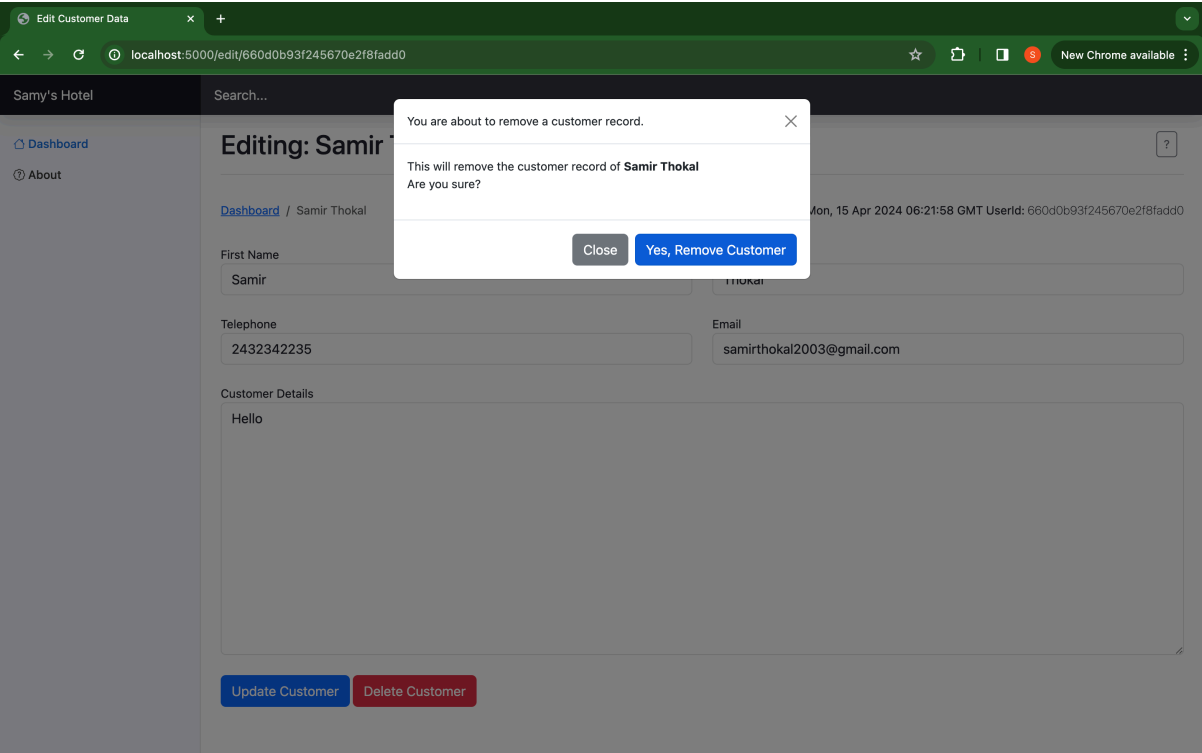 Edit Customer Data
localhost:5000/edit/660d0b93f245670e2f8fadd0
S
New Chrome available
Samy's Hotel
Search...
You are about to remove a customer record.
Dashboard
Editing: Samir
?
About
This will remove the customer record of Samir Thokal
Are you sure?
Dashboard / Samir Thokal
Mon, 15 Apr 2024 06:21:58 GMT UserId: 660d0b93f245670e2f8fadd0
Close
Yes, Remove Customer
First Name
Samir
Thokal
Telephone
Email
2432342235
samirthokal2003@gmail.com
Customer Details
Hello
Update Customer
Delete Customer